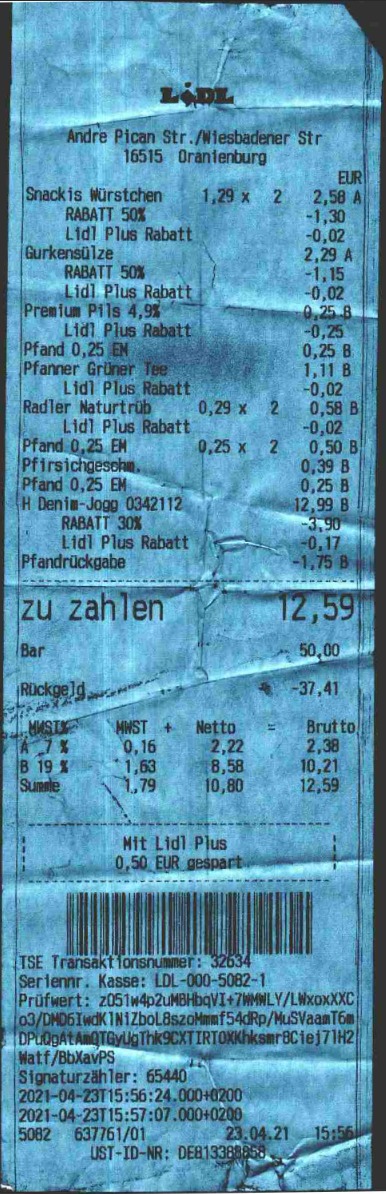 LiDL
Andre Pican Str./Wiesbadener Str
16515 Oranienburg
EUR
Snackis Würstchen 1,29 x 2 2,58 A
RABATT 50% -1,30
Lidl Plus Rabatt -0,02
Gurkensülze 2,29 A
RABATT 50% -1,15
Lidl Plus Rabatt -0,02
Premium Pils 4,9% 0,25 B
Lidl Plus Rabatt -0,25
Pfand 0,25 EM 0,25 B
Pfanner Grüner Tee 1,11 B
Lidl Plus Rabatt -0,02
Radler Naturtrüb 0,29 x 2 0,58 B
Lidl Plus Rabatt -0,02
Pfand 0,25 EM 0,25 x 2 0,50 B
Pfirsichgeschm. 0,39 B
Pfand 0,25 EM 0,25 B
H Denim-Jogg 0342112 12,99 B
RABATT 30% -3,90
Lidl Plus Rabatt -0,17
Pfandrückgabe -1,75 B
zu zahlen 12,59
Bar 50,00
Rückgeld -37,41
MWST% MWST + Netto = Brutto
A 7 % 0,16 2,22 2,38
B 19 % 1,63 8,58 10,21
Summe 1,79 10,80 12,59
Mit Lidl Plus
0,50 EUR gespart
TSE Transaktionsnummer: 32634
Seriennr. Kasse: LDL-000-5082-1
Prüfwert:
Watf/BbXavPS
Signaturzähler: 65440
2021-04-23T15:56:24.000+0200
2021-04-23T15:57:07.000+0200
5082 637761/01 23.04.21 15:56
UST-ID-NR: